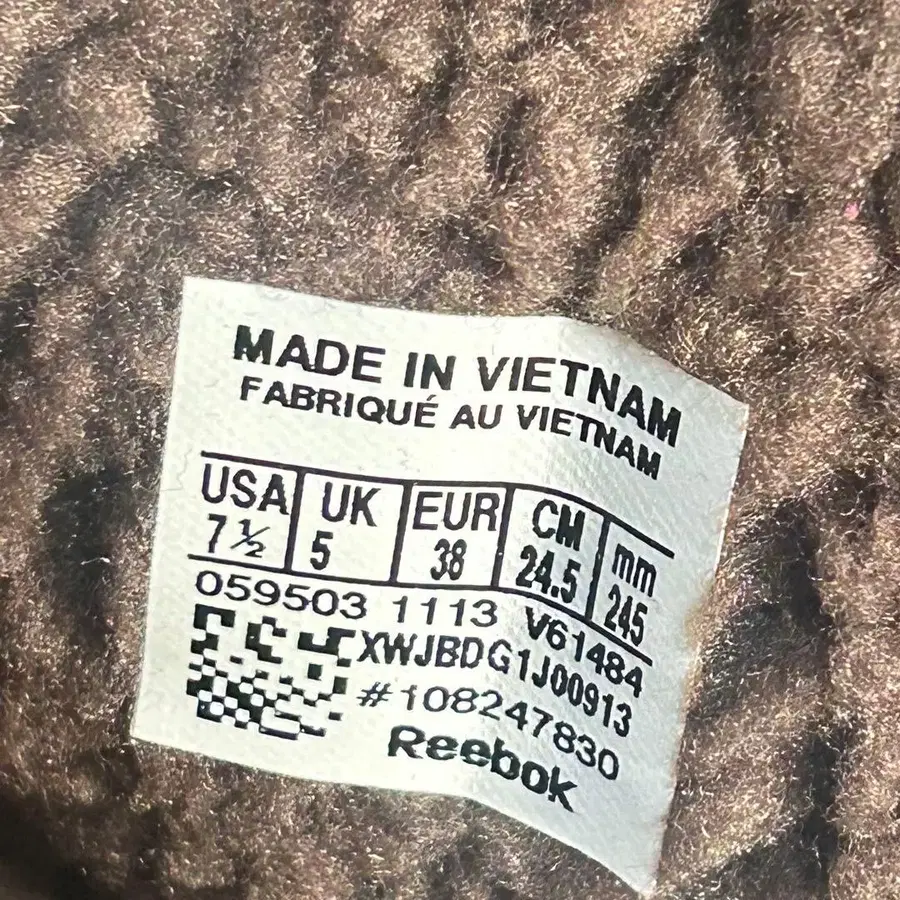 MADE IN VIETNAM
FABRIQUÉ AU VIETNAM
USA UK EUR CM mm
7½ 5 38 24.5 245
059503 1113 V61484
XWJBDG1J00913
#108247830
Reebok